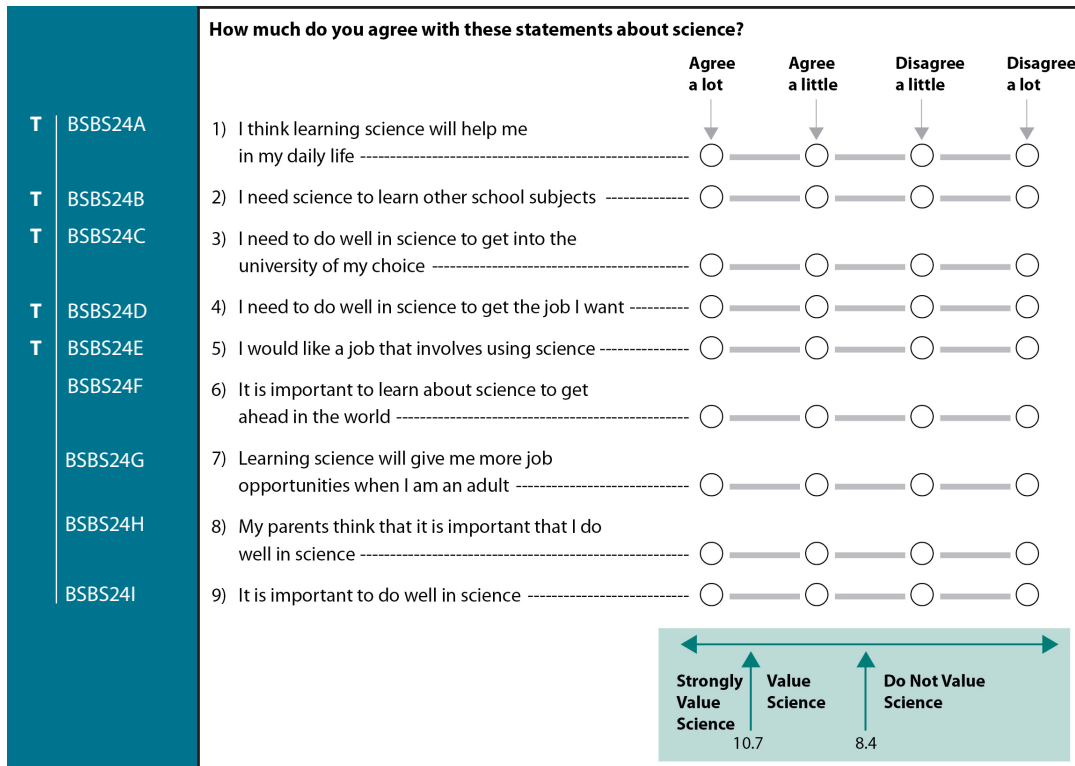 How much do you agree with these statements about science?
Agree a lot
Agree a little
Disagree a little
Disagree a lot
T BSBS24A
1) I think learning science will help me
in my daily life
T BSBS24B
2) I need science to learn other school subjects
T BSBS24C
3) I need to do well in science to get into the
university of my choice
T BSBS24D
4) I need to do well in science to get the job I want
T BSBS24E
5) I would like a job that involves using science
BSBS24F
6) It is important to learn about science to get
ahead in the world
BSBS24G
7) Learning science will give me more job
opportunities when I am an adult
BSBS24H
8) My parents think that it is important that I do
well in science
BSBS24I
9) It is important to do well in science
Strongly
Value
Science
Value
Science
Do Not Value
Science
10.7
8.4